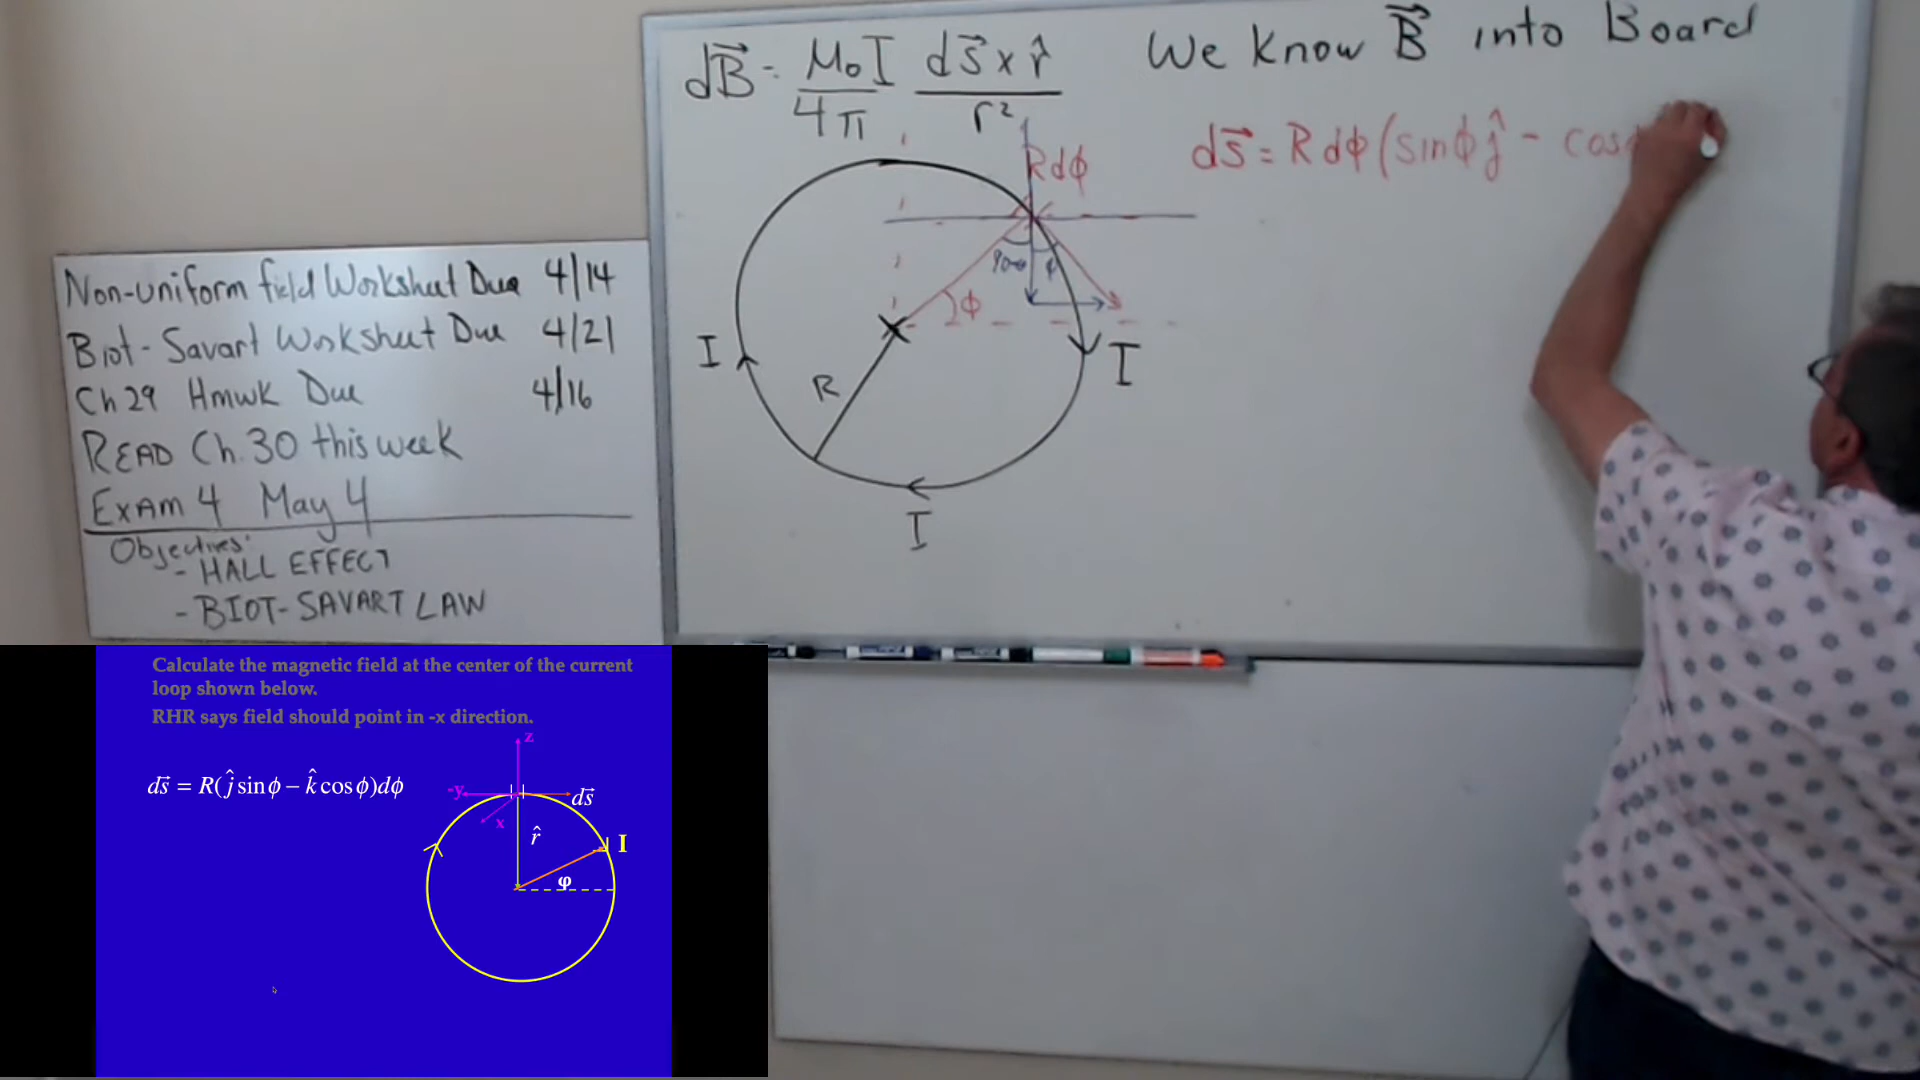 dB⃗ = μ₀I/4π ds⃗ x r̂/r²
We know B⃗ into Board
ds⃗ = R dϕ (sinϕ ĵ - cos
Rdϕ
ϕ
ϕ
I
R
I
I
Non-uniform field Worksheet Due 4/14
Biot-Savart Worksheet Due 4/21
Ch 29 Hmwk Due 4/16
READ Ch. 30 this week
EXAM 4 May 4
Objectives:
- HALL EFFECT
- BIOT-SAVART LAW
Calculate the magnetic field at the center of the current
loop shown below.
RHR says field should point in -x direction.
ds⃗ = R(ĵ sinϕ − k̂ cosϕ)dϕ
z
-y
ds⃗
x
r̂
I
φ